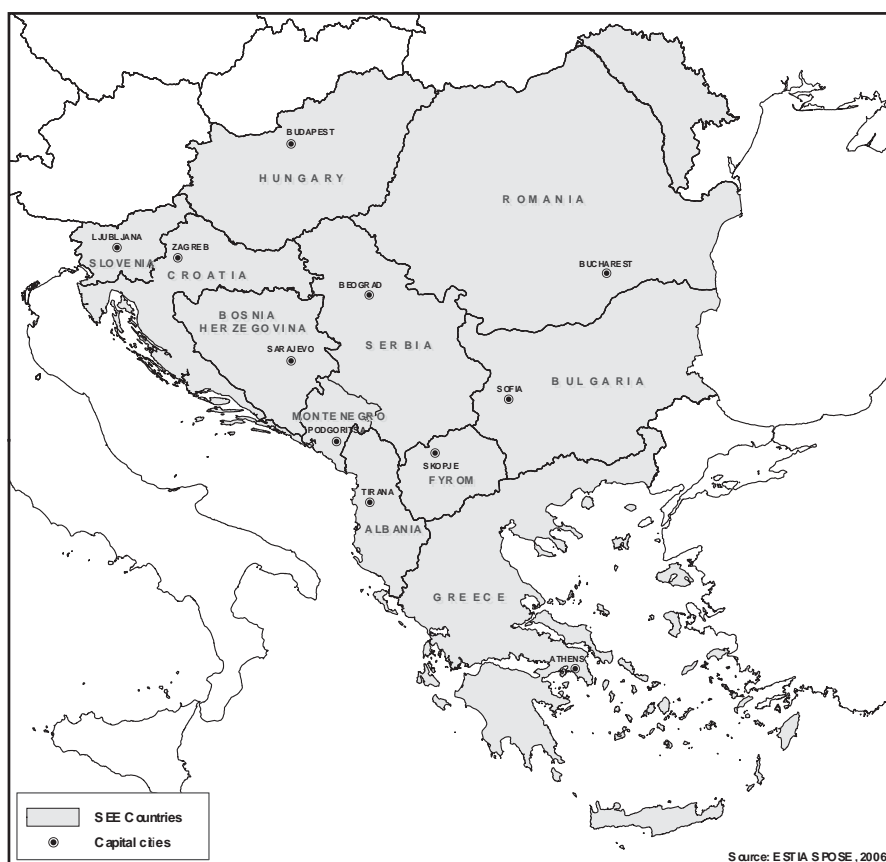 BUDAPEST
HUNGARY
ROMANIA
LJUBLJANA
ZAGREB
SLOVENIA
CROATIA
BUCHAREST
BEOGRAD
BOSNIA
HERZEGOVINA
SERBIA
SARAJEVO
BULGARIA
SOFIA
MONTENEGRO
PODGORITSA
SKOPJE
FYROM
TIRANA
ALBANIA
GREECE
ATHENS
SEE Countries
Capital cities
Source: ESTIA SPOSE, 2006